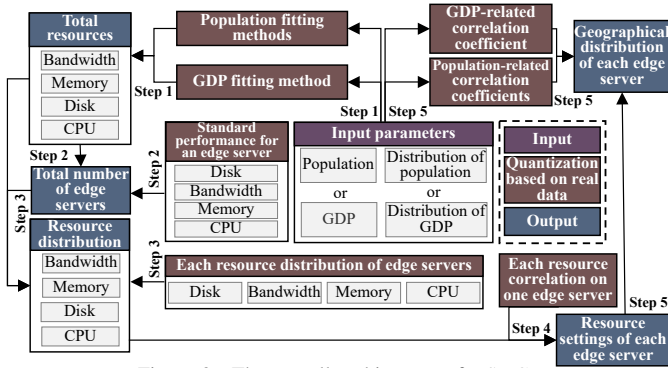 Total
resources
Bandwidth
Memory
Disk
CPU
Population fitting
methods
GDP fitting method
Step 1
GDP-related
correlation
coefficient
Population-related
correlation
coefficients
Geographical
distribution
of each edge
server
Step 5
Step 1
Step 5
Step 2
Total number
of edge
servers
Step 3
Standard
performance for
an edge server
Disk
Bandwidth
Memory
CPU
Step 2
Input parameters
Population
or
GDP
Distribution of
population
or
Distribution of
GDP
Input
Quantization
based on real
data
Output
Resource
distribution
Bandwidth
Memory
Disk
CPU
Step 3
Each resource distribution of edge servers
Disk
Bandwidth
Memory
CPU
Each resource
correlation on
one edge server
Step 4
Step 5
Resource
settings of each
edge server